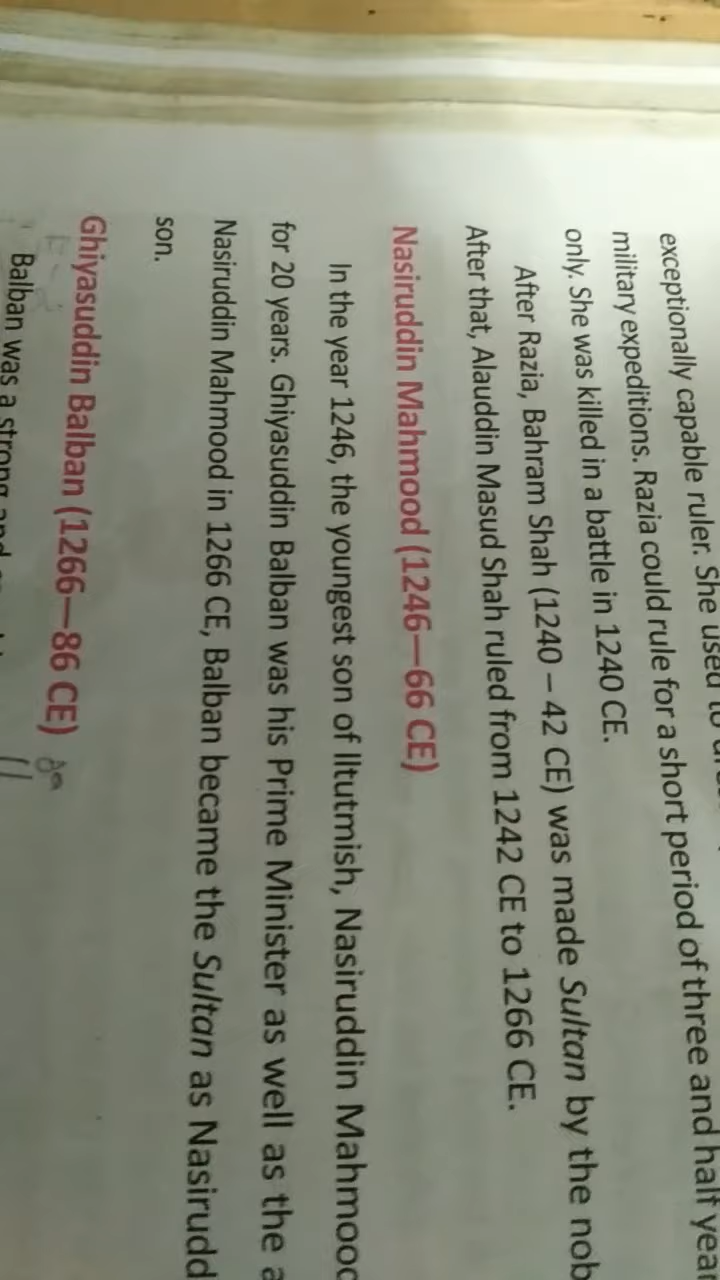 exceptionally capable ruler. She used to
military expeditions. Razia could rule for a short period of three and half
only. She was killed in a battle in 1240 CE.
After Razia, Bahram Shah (1240 – 42 CE) was made Sultan by the
After that, Alauddin Masud Shah ruled from 1242 CE to 1266 CE.
Nasiruddin Mahmood (1246—66 CE)
In the year 1246, the youngest son of Iltutmish, Nasiruddin Mahmood
for 20 years. Ghiyasuddin Balban was his Prime Minister as well as the
Nasiruddin Mahmood in 1266 CE, Balban became the Sultan as
son.
Ghiyasuddin Balban (1266—86 CE)
Balban was a strong and